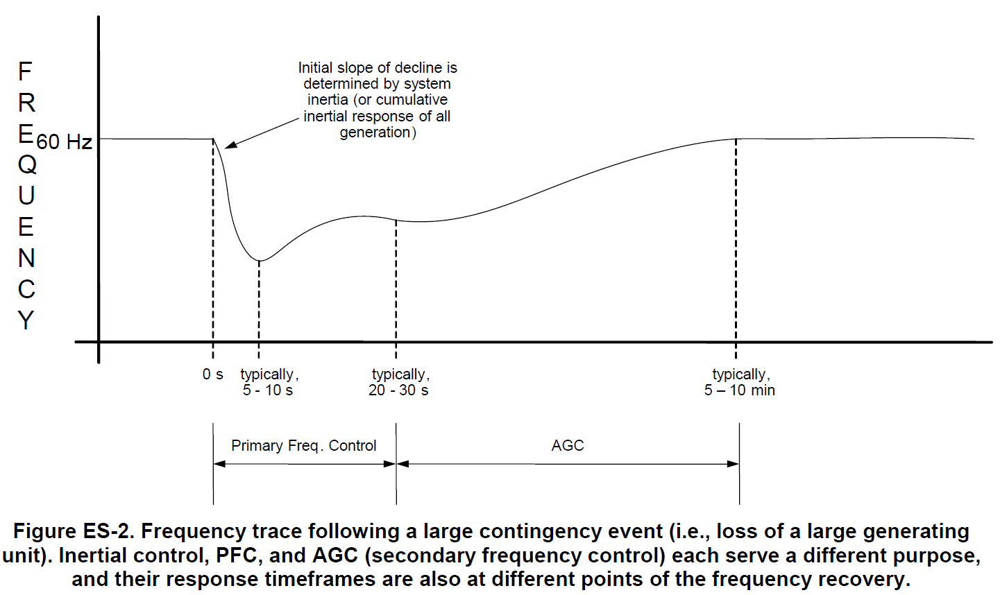 FREQUENCY
Initial slope of decline is
determined by system
inertia (or cumulative
inertial response of all
generation)
60 Hz
0 s
typically,
5 - 10 s
typically,
20 - 30 s
typically,
5 – 10 min
Primary Freq. Control
AGC
Figure ES-2. Frequency trace following a large contingency event (i.e., loss of a large generating
unit). Inertial control, PFC, and AGC (secondary frequency control) each serve a different purpose,
and their response timeframes are also at different points of the frequency recovery.